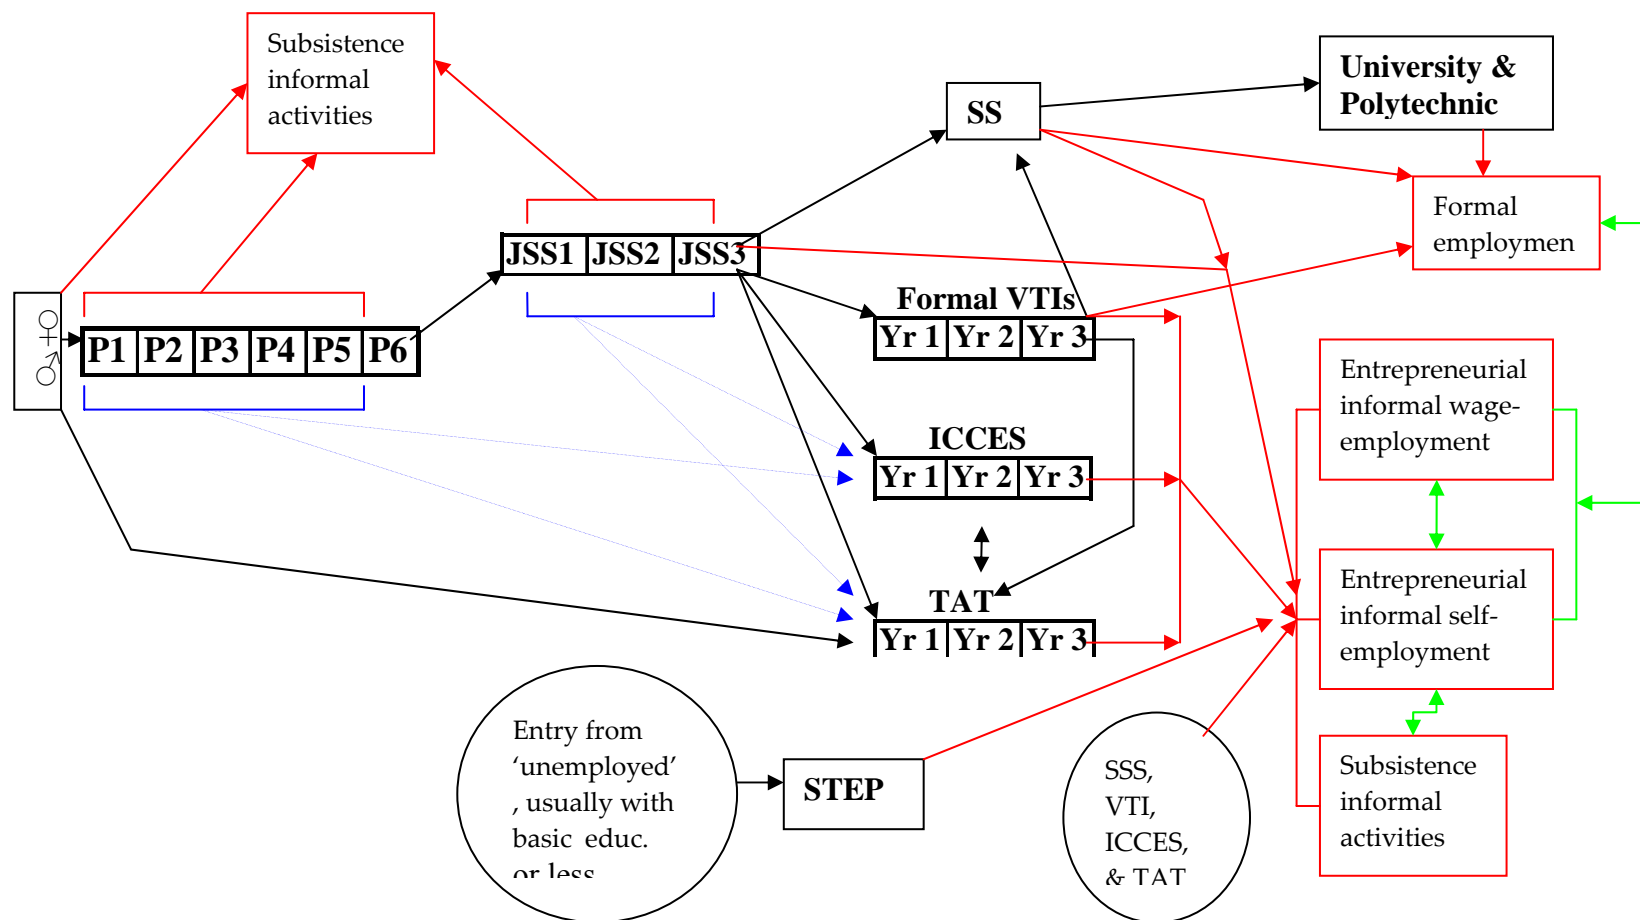 Subsistence
informal
activities
University &
Polytechnic
SS
Formal
employmen
JSS1 JSS2 JSS3
♀
♂
P1 P2 P3 P4 P5 P6
Formal VTIs
Yr 1 Yr 2 Yr 3
Entrepreneurial
informal wage-
employment
ICCES
Yr 1 Yr 2 Yr 3
Entrepreneurial
informal self-
employment
TAT
Yr 1 Yr 2 Yr 3
Entry from
‘unemployed’
, usually with
basic educ.
or less
STEP
SSS,
VTI,
ICCES,
& TAT
Subsistence
informal
activities